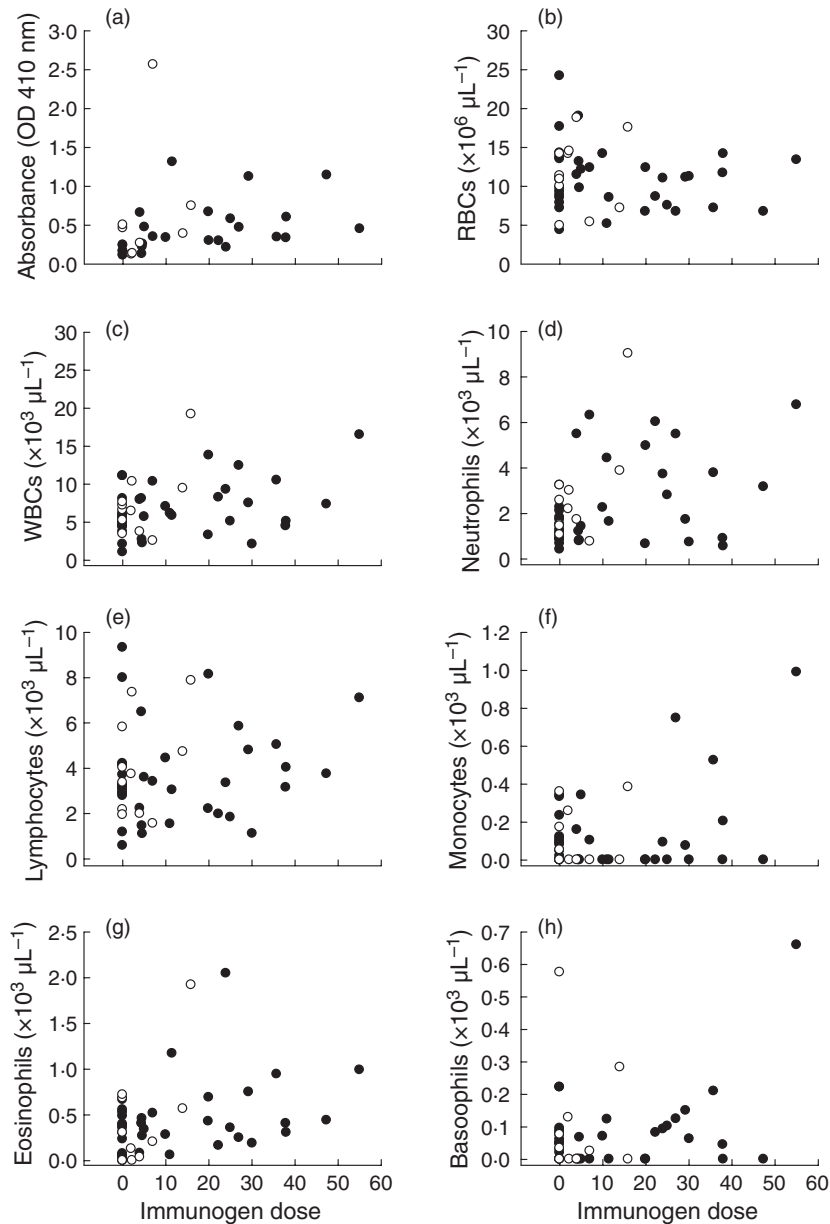 (a)
Absorbance (OD 410 nm)
3·0
2·5
2·0
1·5
1·0
0·5
0·0
(b)
RBCs (×10⁶ µL⁻¹)
30
25
20
15
10
5
0
(c)
WBCs (×10³ µL⁻¹)
30
25
20
15
10
5
0
(d)
Neutrophils (×10³ µL⁻¹)
10
8
6
4
2
0
(e)
Lymphocytes (×10³ µL⁻¹)
10
8
6
4
2
0
(f)
Monocytes (×10³ µL⁻¹)
1·2
1·0
0·8
0·6
0·4
0·2
0·0
(g)
Eosinophils (×10³ µL⁻¹)
2·5
2·0
1·5
1·0
0·5
0·0
0 10 20 30 40 50 60
Immunogen dose
(h)
Basoophils (×10³ µL⁻¹)
0·7
0·6
0·5
0·4
0·3
0·2
0·1
0·0
0 10 20 30 40 50 60
Immunogen dose